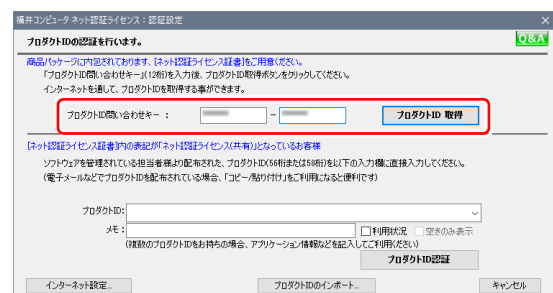 福井コンピュータ ネット認証ライセンス：認証設定
プロダクトIDの認証を行います。
Q&A
商品パッケージに内包されております、[ネット認証ライセンス証書]をご用意ください。
「プロダクトID問い合わせキー」(12桁)を入力後、プロダクトID取得ボタンをクリックしてください。
インターネットを通して、プロダクトIDを取得する事ができます。
プロダクトID問い合わせキー ： － プロダクトID 取得
[ネット認証ライセンス証書]内の表記が「ネット認証ライセンス(共有)」となっているお客様
ソフトウェアを管理されている担当者様より配布された、プロダクトID(56桁または58桁)を以下の入力欄に直接入力してください。
(電子メールなどでプロダクトIDを配布されている場合、「コピー/貼り付け」をご利用になると便利です)
プロダクトID:
メモ： 利用状況 空きのみ表示
(複数のプロダクトIDをお持ちの場合、アプリケーション情報などを記入してご利用ください)
プロダクトID認証
インターネット設定... プロダクトIDのインポート... キャンセル